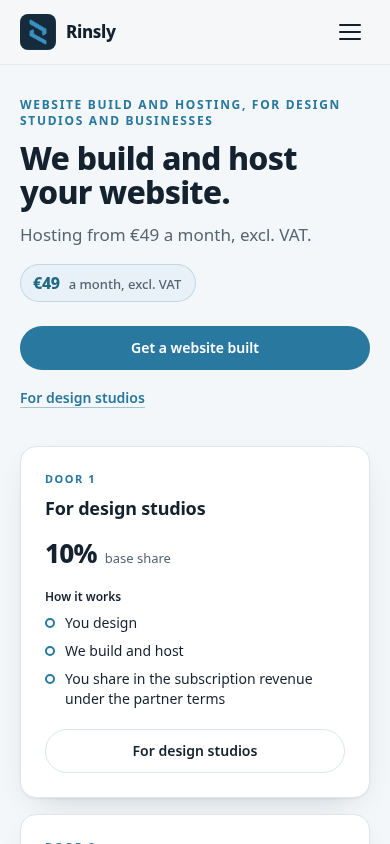 Rinsly
WEBSITE BUILD AND HOSTING, FOR DESIGN
STUDIOS AND BUSINESSES
We build and host
your website.
Hosting from €49 a month, excl. VAT.
€49 a month, excl. VAT
Get a website built
For design studios
DOOR 1
For design studios
10% base share
How it works
You design
We build and host
You share in the subscription revenue
under the partner terms
For design studios